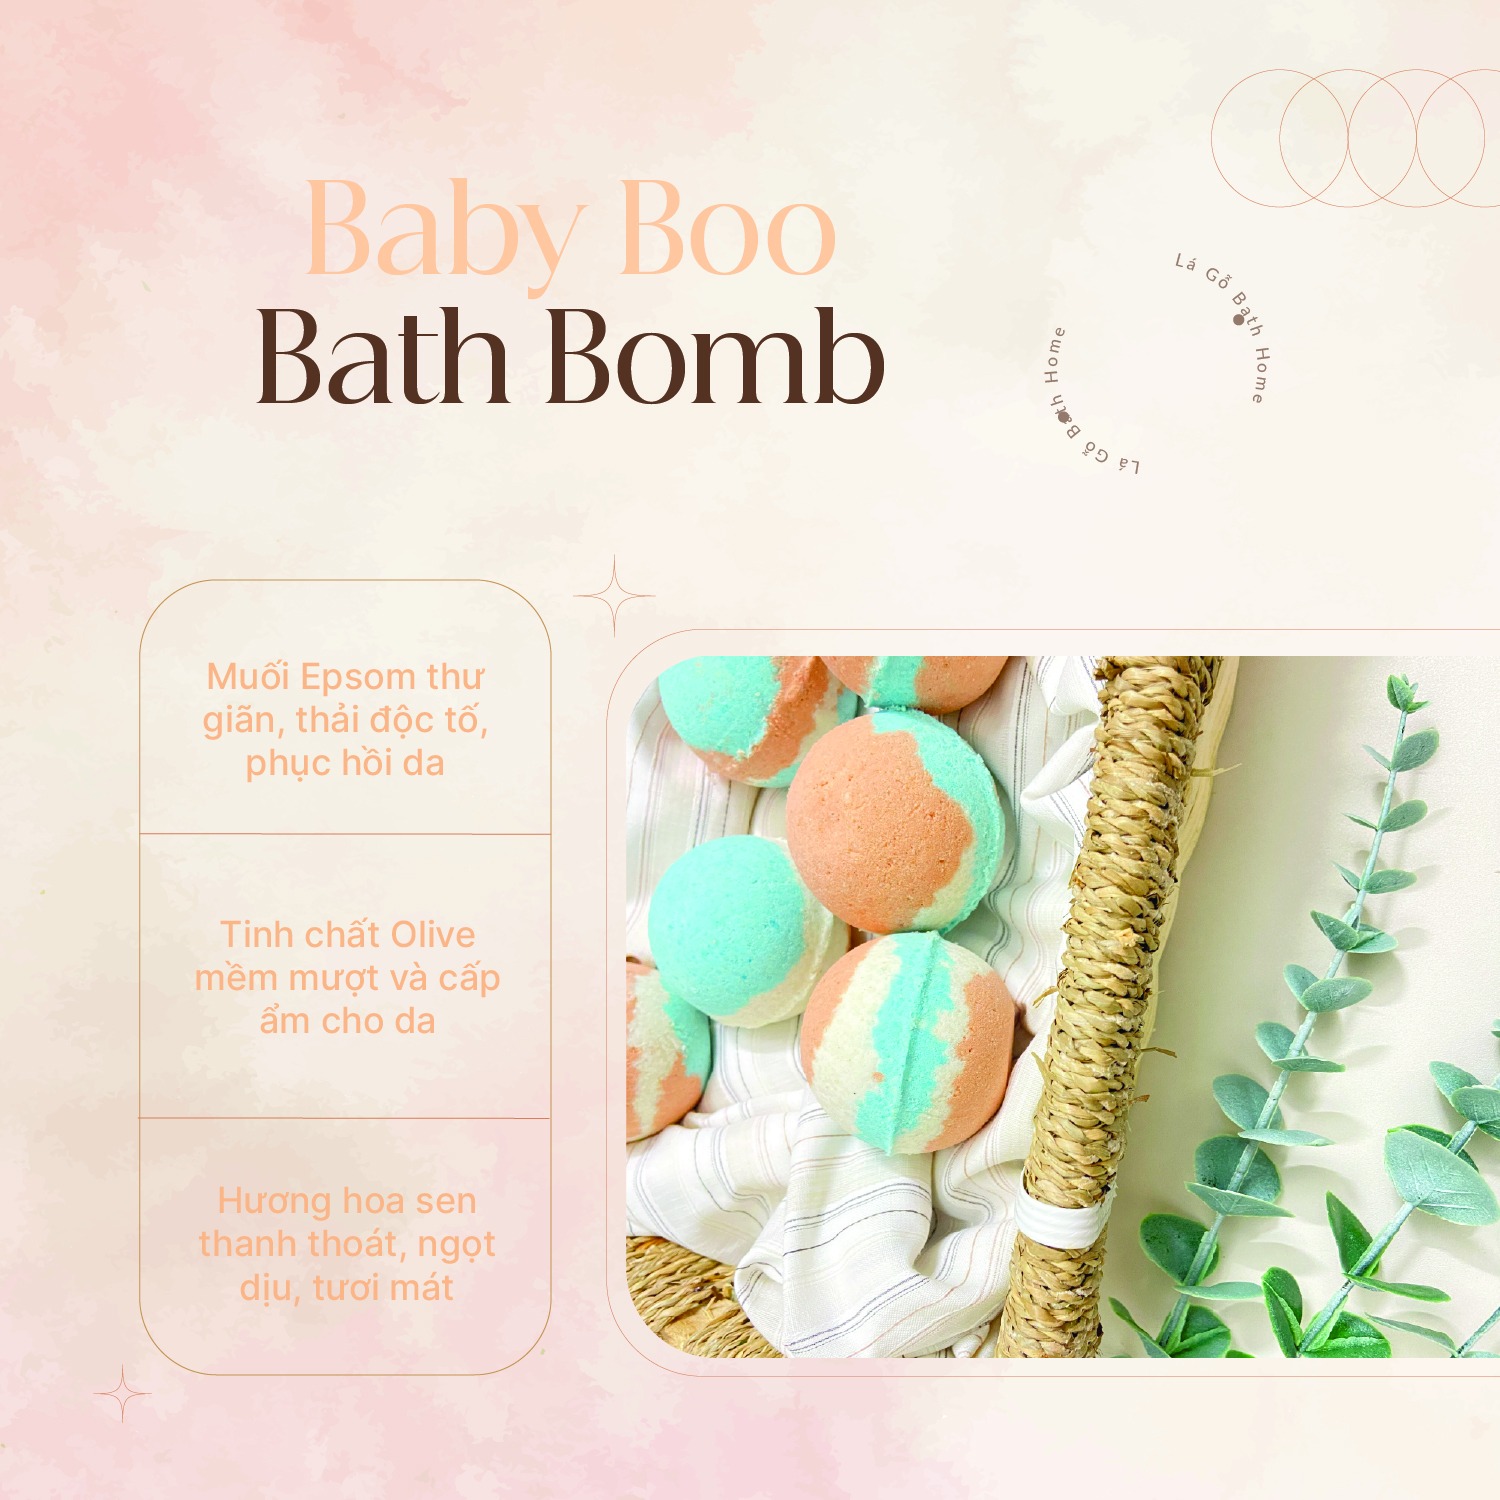 Baby Boo
Bath Bomb
Lá Gỗ Bath Home
Lá Gỗ Bath Home
Muối Epsom thư
giãn, thải độc tố,
phục hồi da
Tinh chất Olive
mềm mượt và cấp
ẩm cho da
Hương hoa sen
thanh thoát, ngọt
dịu, tươi mát